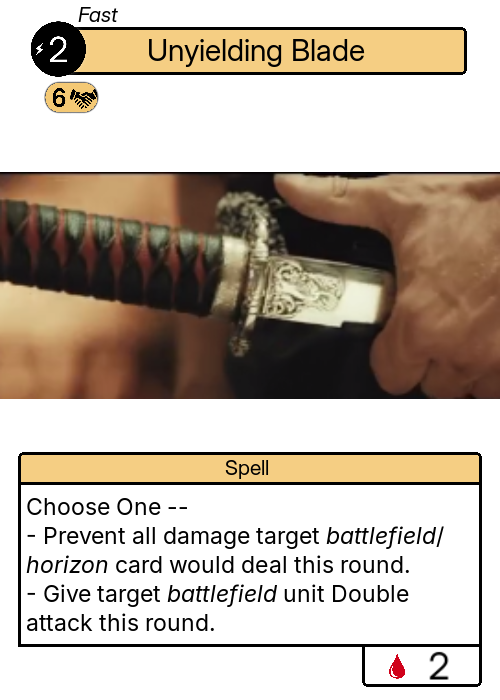 Fast
2
Unyielding Blade
6
Spell
Choose One --
- Prevent all damage target battlefield/
horizon card would deal this round.
- Give target battlefield unit Double
attack this round.
2